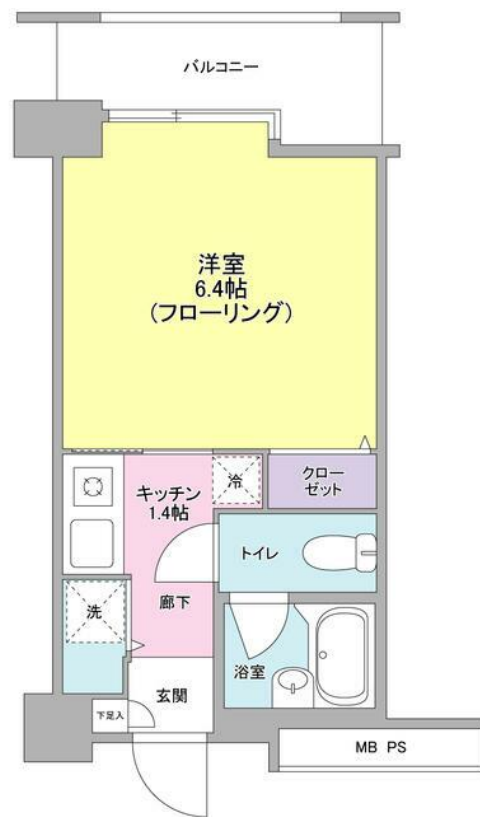 バルコニー
洋室
6.4帖
(フローリング)
キッチン
1.4帖
冷
クロー
ゼット
トイレ
洗
廊下
浴室
玄関
下足入
MB PS